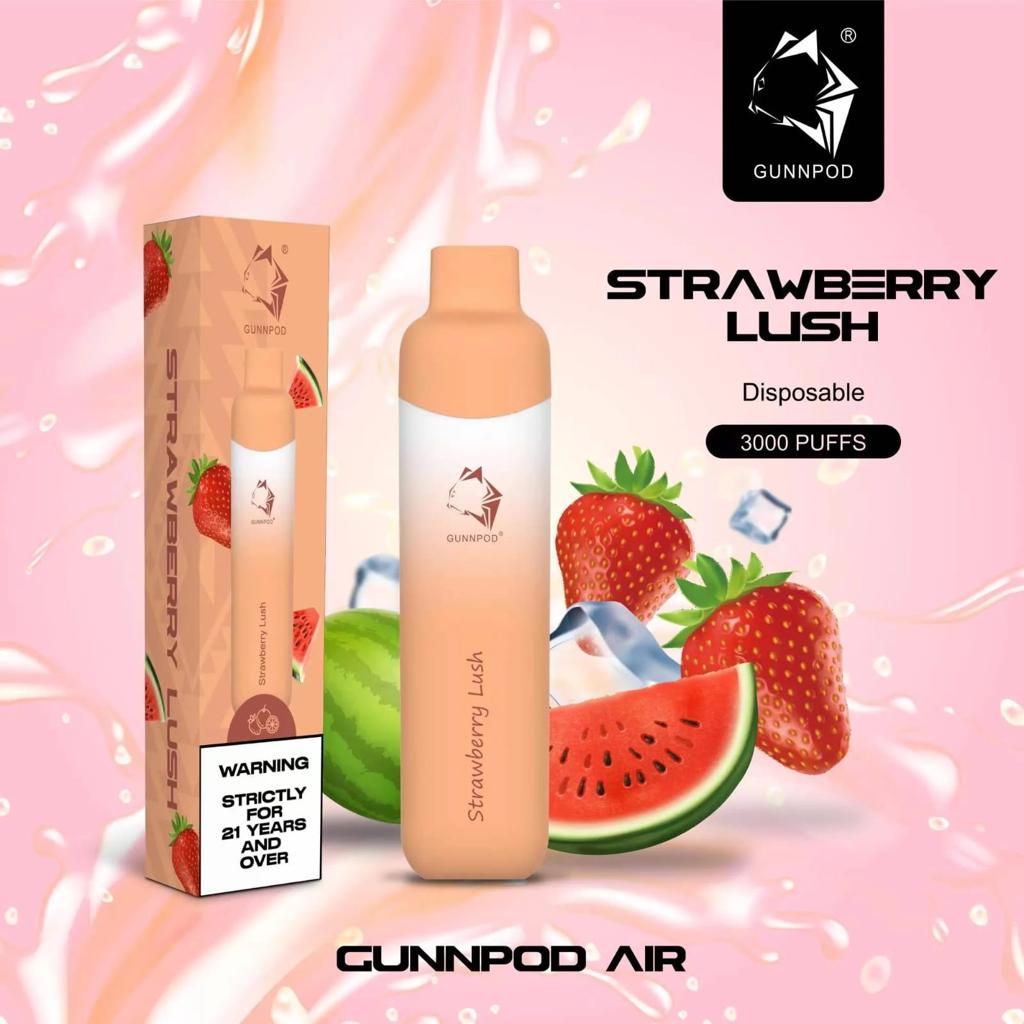 ®
GUNNPOD
STRAWBERRY
LUSH
Disposable
3000 PUFFS
®
GUNNPOD
STRAWBERRY LUSH
GUNNPOD
Strawberry Lush
WARNING
STRICTLY
FOR
21 YEARS
AND
OVER
GUNNPOD®
Strawberry Lush
GUNNPOD AIR